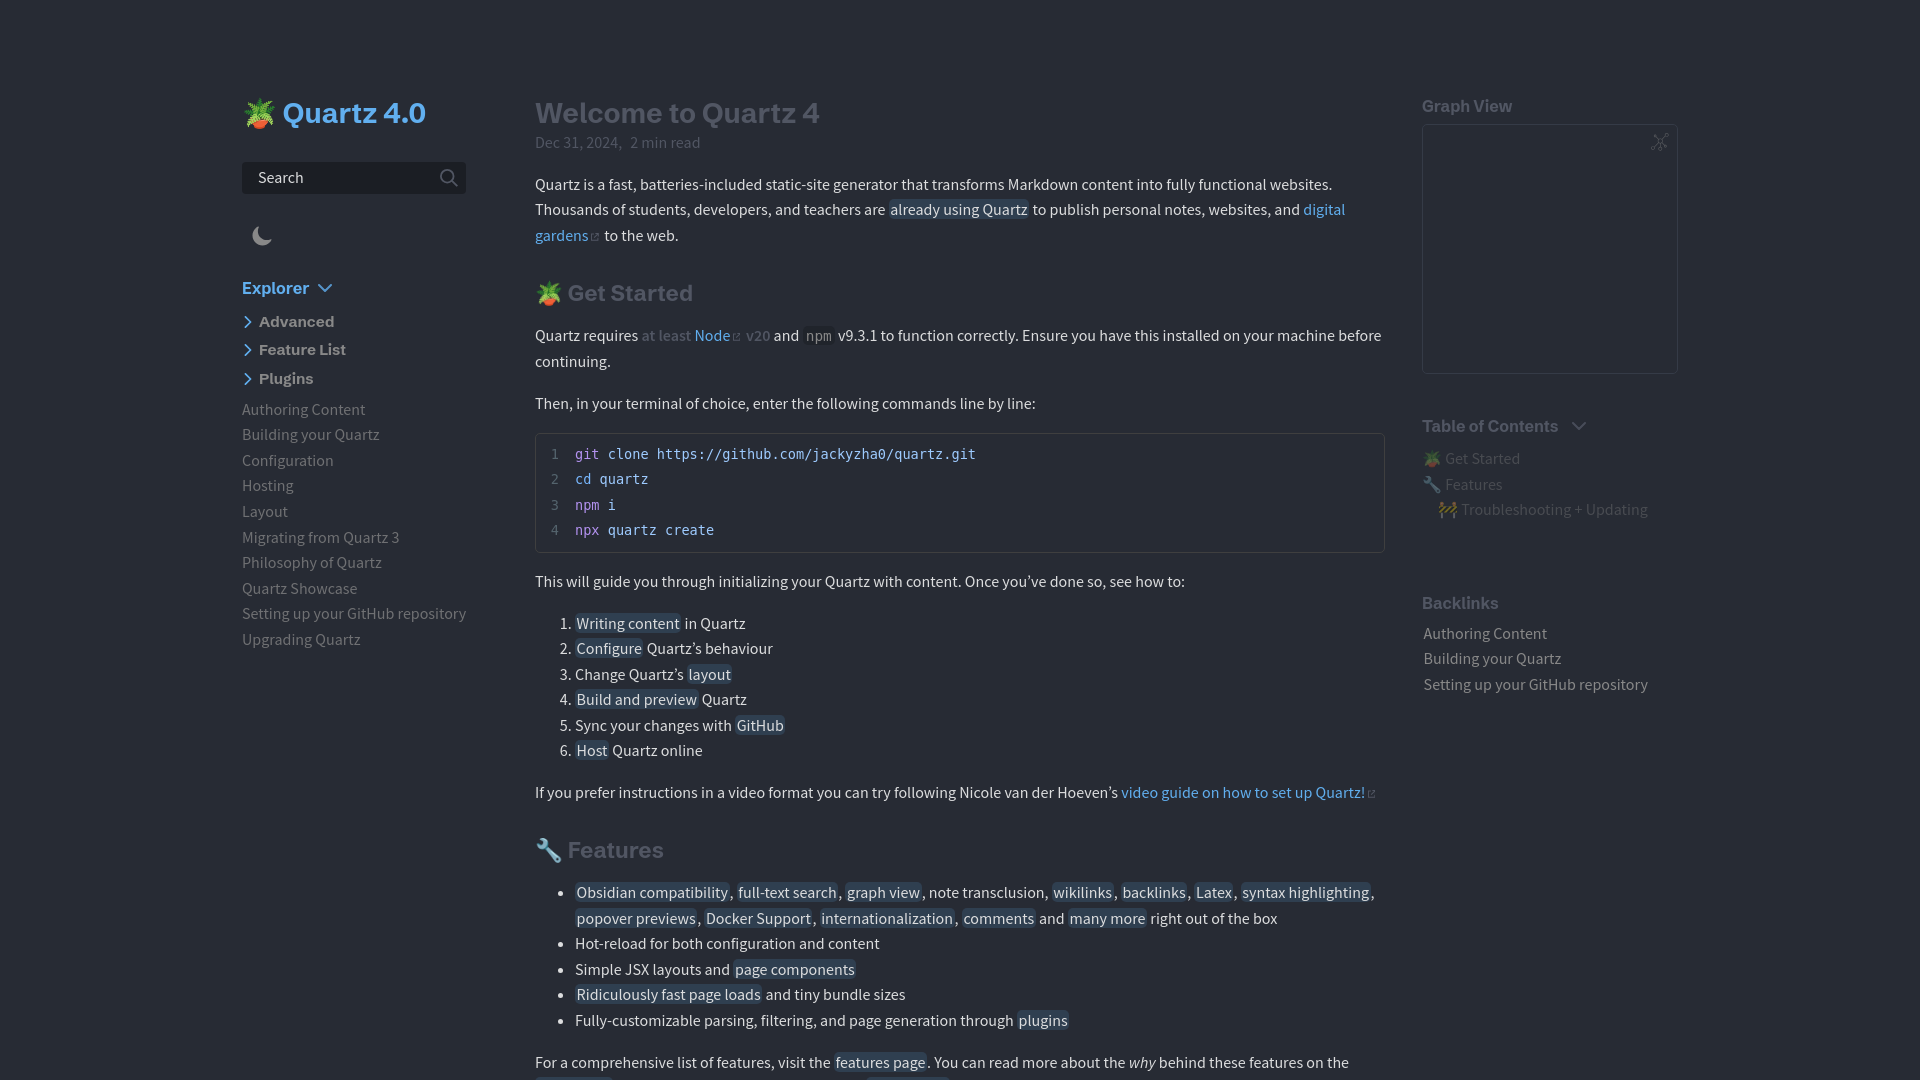 Quartz 4.0
Search
Explorer
Advanced
Feature List
Plugins
Authoring Content
Building your Quartz
Configuration
Hosting
Layout
Migrating from Quartz 3
Philosophy of Quartz
Quartz Showcase
Setting up your GitHub repository
Upgrading Quartz
Welcome to Quartz 4
Dec 31, 2024, 2 min read
Quartz is a fast, batteries-included static-site generator that transforms Markdown content into fully functional websites.
Thousands of students, developers, and teachers are already using Quartz to publish personal notes, websites, and digital
gardens to the web.
🪴 Get Started
Quartz requires at least Node v20 and npm v9.3.1 to function correctly. Ensure you have this installed on your machine before
continuing.
Then, in your terminal of choice, enter the following commands line by line:
1 git clone https://github.com/jackyzha0/quartz.git
2 cd quartz
3 npm i
4 npx quartz create
This will guide you through initializing your Quartz with content. Once you’ve done so, see how to:
1. Writing content in Quartz
2. Configure Quartz’s behaviour
3. Change Quartz’s layout
4. Build and preview Quartz
5. Sync your changes with GitHub
6. Host Quartz online
If you prefer instructions in a video format you can try following Nicole van der Hoeven’s video guide on how to set up Quartz!
🔧 Features
• Obsidian compatibility, full-text search, graph view, note transclusion, wikilinks, backlinks, Latex, syntax highlighting,
popover previews, Docker Support, internationalization, comments and many more right out of the box
• Hot-reload for both configuration and content
• Simple JSX layouts and page components
• Ridiculously fast page loads and tiny bundle sizes
• Fully-customizable parsing, filtering, and page generation through plugins
For a comprehensive list of features, visit the features page. You can read more about the why behind these features on the
Graph View
Table of Contents
🪴 Get Started
🔧 Features
🚧 Troubleshooting + Updating
Backlinks
Authoring Content
Building your Quartz
Setting up your GitHub repository